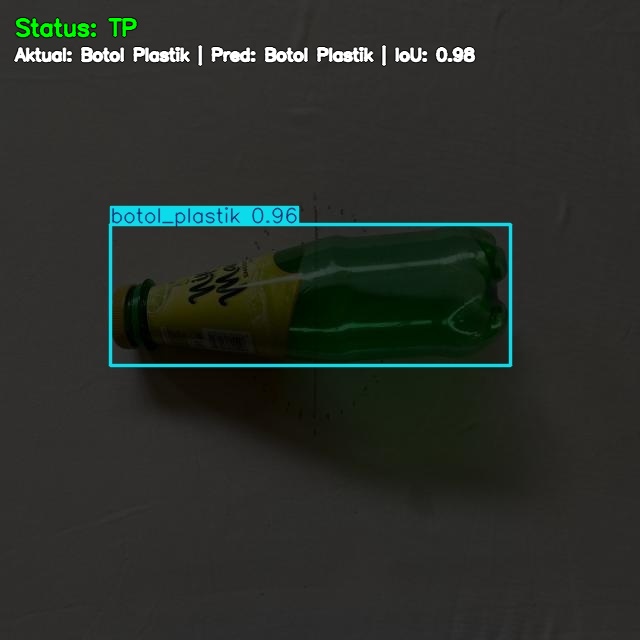 Status: TP
Aktual: Botol Plastik | Pred: Botol Plastik | IoU: 0.98
botol_plastik 0.96